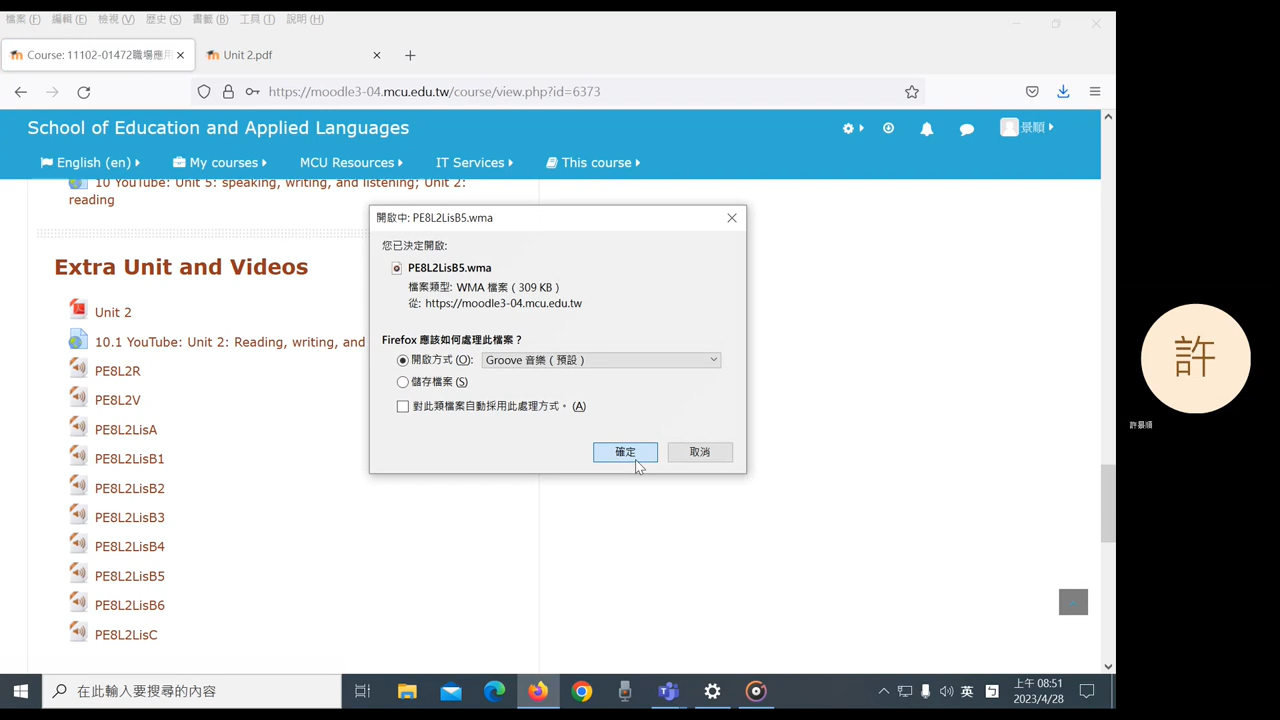 檔案 (F) 編輯 (E) 檢視 (V) 歷史 (S) 書籤 (B) 工具 (T) 說明 (H)
Course: 11102-01472職場應用
Unit 2.pdf
https://moodle3-04.mcu.edu.tw/course/view.php?id=6373
School of Education and Applied Languages
景順
English (en) My courses MCU Resources IT Services This course
10 YouTube: Unit 5: speaking, writing, and listening; Unit 2:
reading
Extra Unit and Videos
Unit 2
10.1 YouTube: Unit 2: Reading, writing, and
PE8L2R
PE8L2V
PE8L2LisA
PE8L2LisB1
PE8L2LisB2
PE8L2LisB3
PE8L2LisB4
PE8L2LisB5
PE8L2LisB6
PE8L2LisC
開啟中: PE8L2LisB5.wma
您已決定開啟:
PE8L2LisB5.wma
檔案類型: WMA 檔案 ( 309 KB )
從: https://moodle3-04.mcu.edu.tw
Firefox 應該如何處理此檔案？
開啟方式 (O): Groove 音樂 ( 預設 )
儲存檔案 (S)
對此類檔案自動採用此處理方式。 (A)
確定 取消
許
許景順
在此輸入要搜尋的內容
英
上午 08:51
2023/4/28